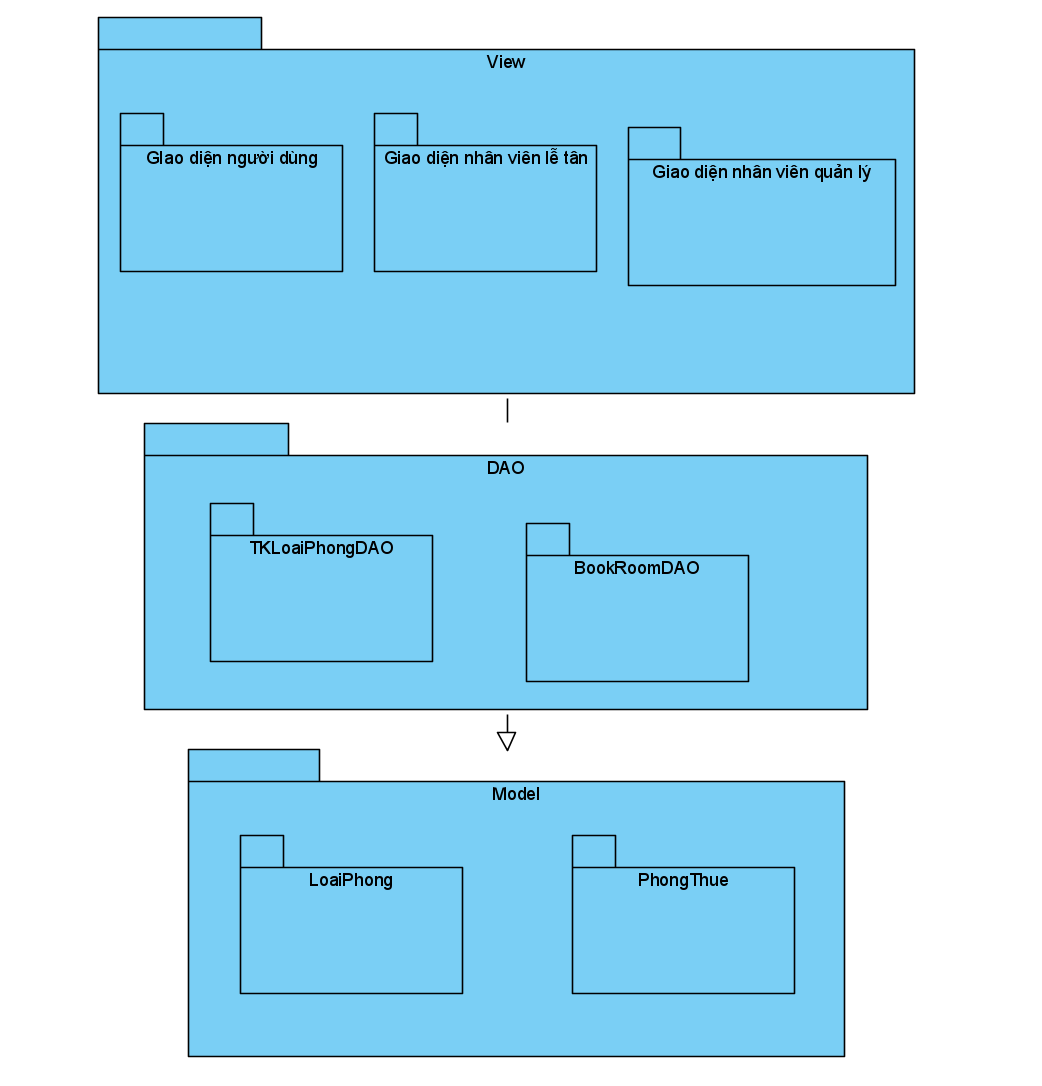 View
GIao diện người dùng
Giao diện nhân viên lễ tân
Giao diện nhân viên quản lý
DAO
TKLoaiPhongDAO
BookRoomDAO
Model
LoaiPhong
PhongThue